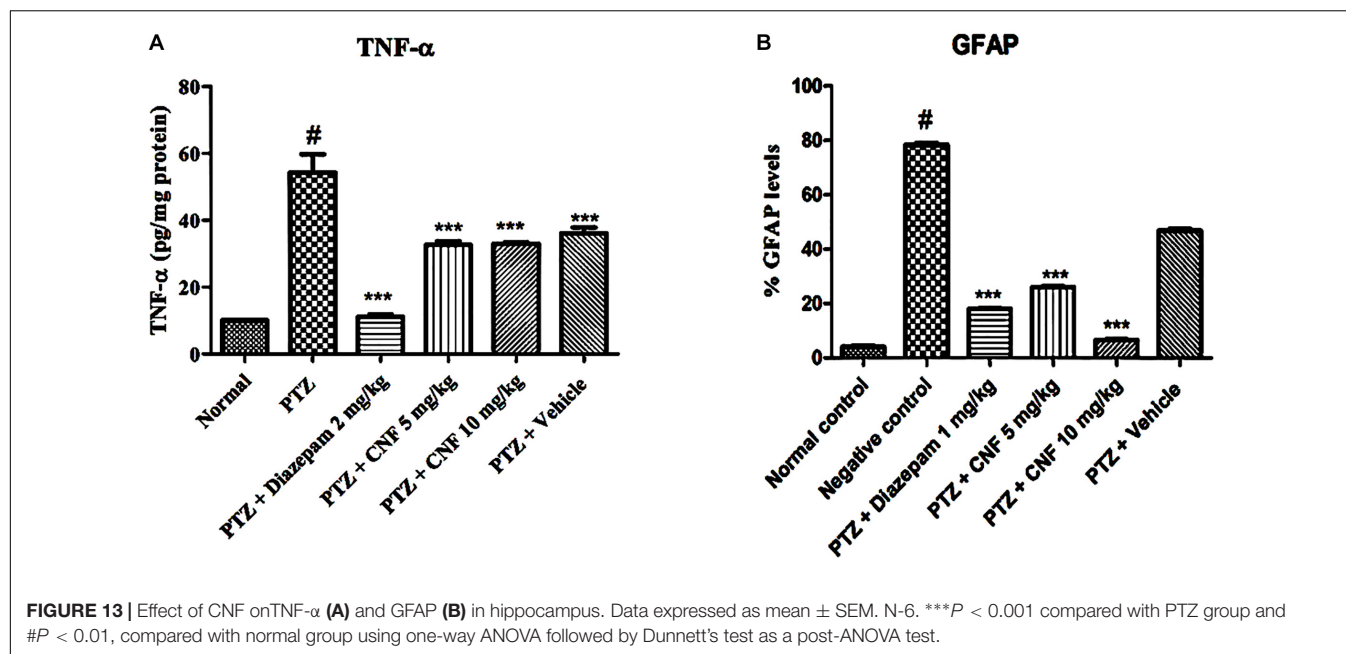 A
TNF-α
TNF-α (pg/mg protein)
80
60
40
20
0
#
***
***
***
***
Normal
PTZ
PTZ + Diazepam 2 mg/kg
PTZ + CNF 5 mg/kg
PTZ + CNF 10 mg/kg
PTZ + Vehicle
B
GFAP
% GFAP levels
100
80
60
40
20
0
#
***
***
***
Normal control
Negative control
PTZ + Diazepam 1 mg/kg
PTZ + CNF 5 mg/kg
PTZ + CNF 10 mg/kg
PTZ + Vehicle
FIGURE 13 | Effect of CNF onTNF-α (A) and GFAP (B) in hippocampus. Data expressed as mean ± SEM. N-6. ***P < 0.001 compared with PTZ group and
#P < 0.01, compared with normal group using one-way ANOVA followed by Dunnett's test as a post-ANOVA test.